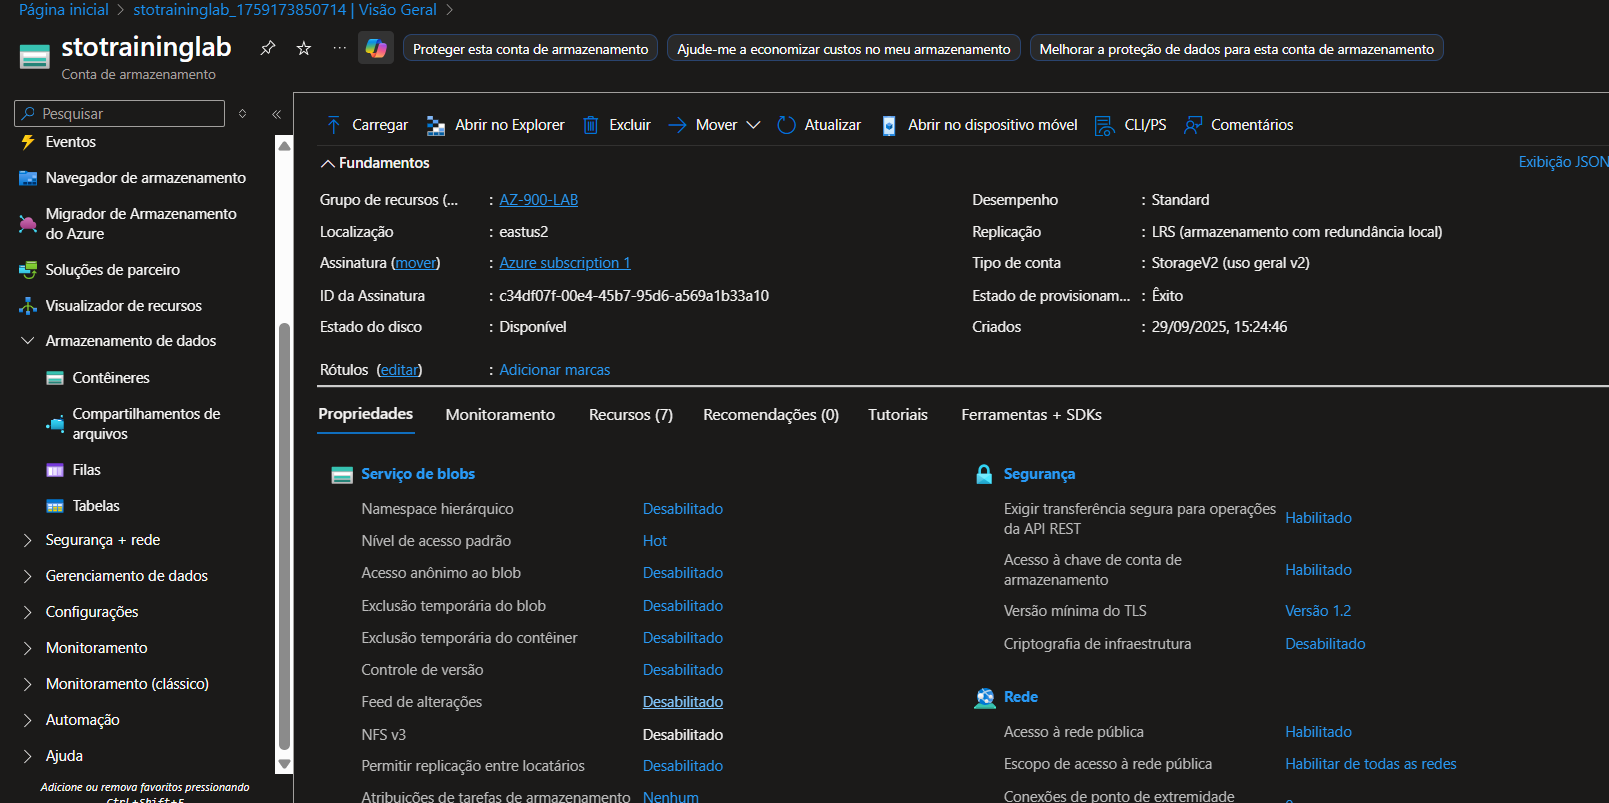 Página inicial > stotraininglab_1759173850714 | Visão Geral >
stotraininglab
Conta de armazenamento
Proteger esta conta de armazenamento
Ajude-me a economizar custos no meu armazenamento
Melhorar a proteção de dados para esta conta de armazenamento
Pesquisar
Eventos
Navegador de armazenamento
Migrador de Armazenamento
do Azure
Soluções de parceiro
Visualizador de recursos
Armazenamento de dados
Contêineres
Compartilhamentos de
arquivos
Filas
Tabelas
Segurança + rede
Gerenciamento de dados
Configurações
Monitoramento
Monitoramento (clássico)
Automação
Ajuda
Adicione ou remova favoritos pressionando
Ctrl+Shift+F
Carregar Abrir no Explorer Excluir Mover Atualizar Abrir no dispositivo móvel CLI/PS Comentários
Fundamentos
Exibição JSON
Grupo de recursos (... : AZ-900-LAB
Localização : eastus2
Assinatura (mover) : Azure subscription 1
ID da Assinatura : c34df07f-00e4-45b7-95d6-a569a1b33a10
Estado do disco : Disponível
Rótulos (editar) : Adicionar marcas
Desempenho : Standard
Replicação : LRS (armazenamento com redundância local)
Tipo de conta : StorageV2 (uso geral v2)
Estado de provisionam... : Êxito
Criados : 29/09/2025, 15:24:46
Propriedades Monitoramento Recursos (7) Recomendações (0) Tutoriais Ferramentas + SDKs
Serviço de blobs
Namespace hierárquico Desabilitado
Nível de acesso padrão Hot
Acesso anônimo ao blob Desabilitado
Exclusão temporária do blob Desabilitado
Exclusão temporária do contêiner Desabilitado
Controle de versão Desabilitado
Feed de alterações Desabilitado
NFS v3 Desabilitado
Permitir replicação entre locatários Desabilitado
Atribuições de tarefas de armazenamento Nenhum
Segurança
Exigir transferência segura para operações
da API REST Habilitado
Acesso à chave de conta de
armazenamento Habilitado
Versão mínima do TLS Versão 1.2
Criptografia de infraestrutura Desabilitado
Rede
Acesso à rede pública Habilitado
Escopo de acesso à rede pública Habilitar de todas as redes
Conexões de ponto de extremidade